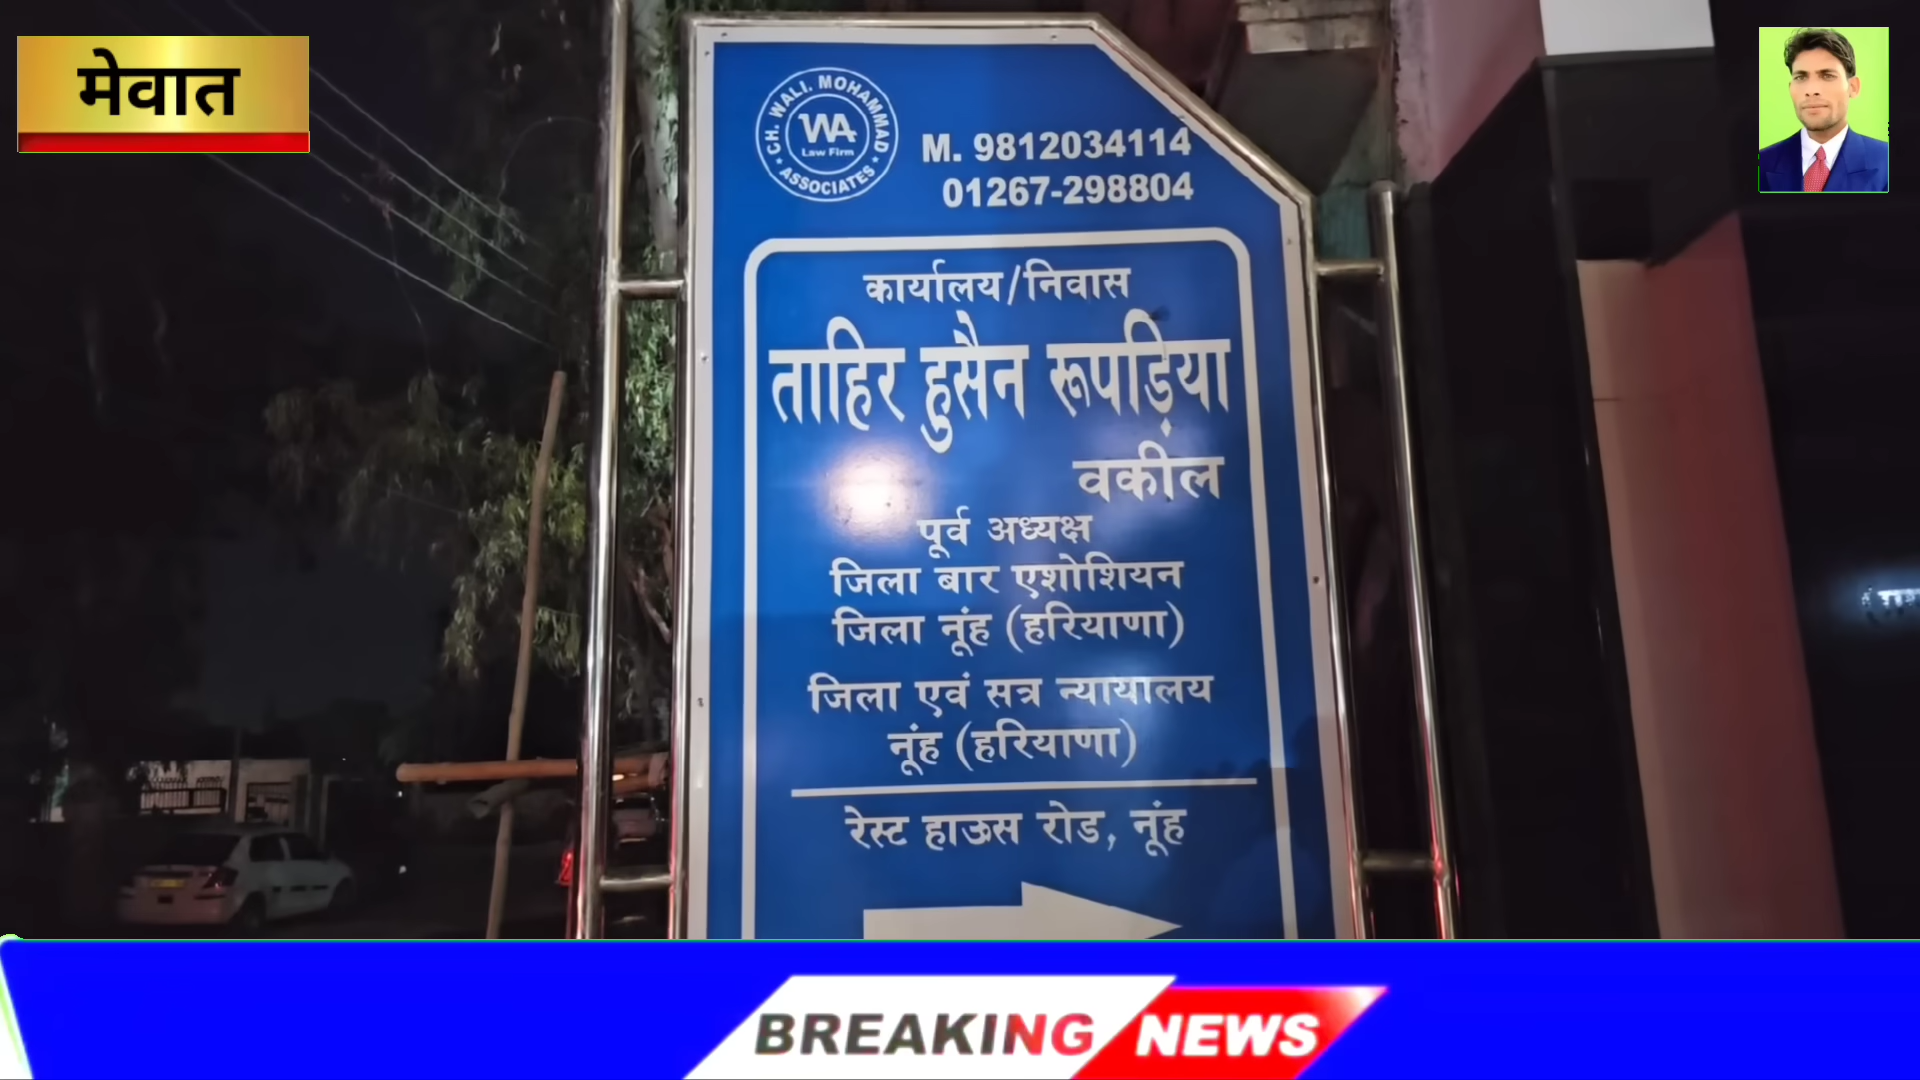 मेवात
CH. WALI. MOHAMMAD
WA
Law Firm
ASSOCIATES
M. 9812034114
01267-298804
कार्यालय/निवास
ताहिर हुसैन रूपड़िया
वकील
पूर्व अध्यक्ष
जिला बार एशोशियन
जिला नूंह (हरियाणा)
जिला एवं सत्र न्यायालय
नूंह (हरियाणा)
रेस्ट हाऊस रोड, नूंह
BREAKING NEWS